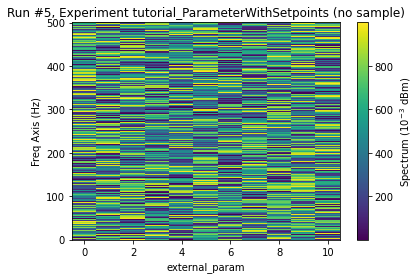 Run #5, Experiment tutorial_ParameterWithSetpoints (no sample)
500
400
300
200
100
0
Freq Axis (Hz)
0 2 4 6 8 10
external_param
800
600
400
200
Spectrum (10⁻³ dBm)